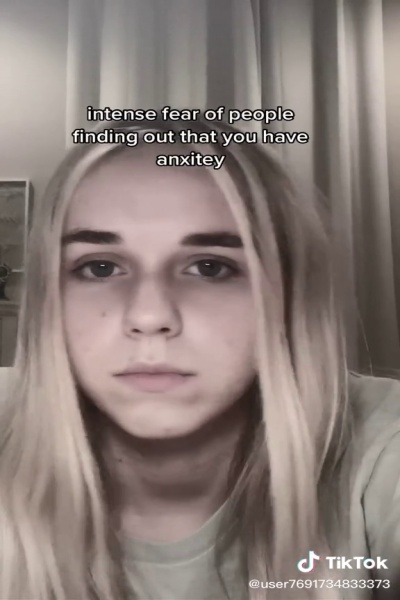 intense fear of people
finding out that you have
anxitey
TikTok
@user7691734833373